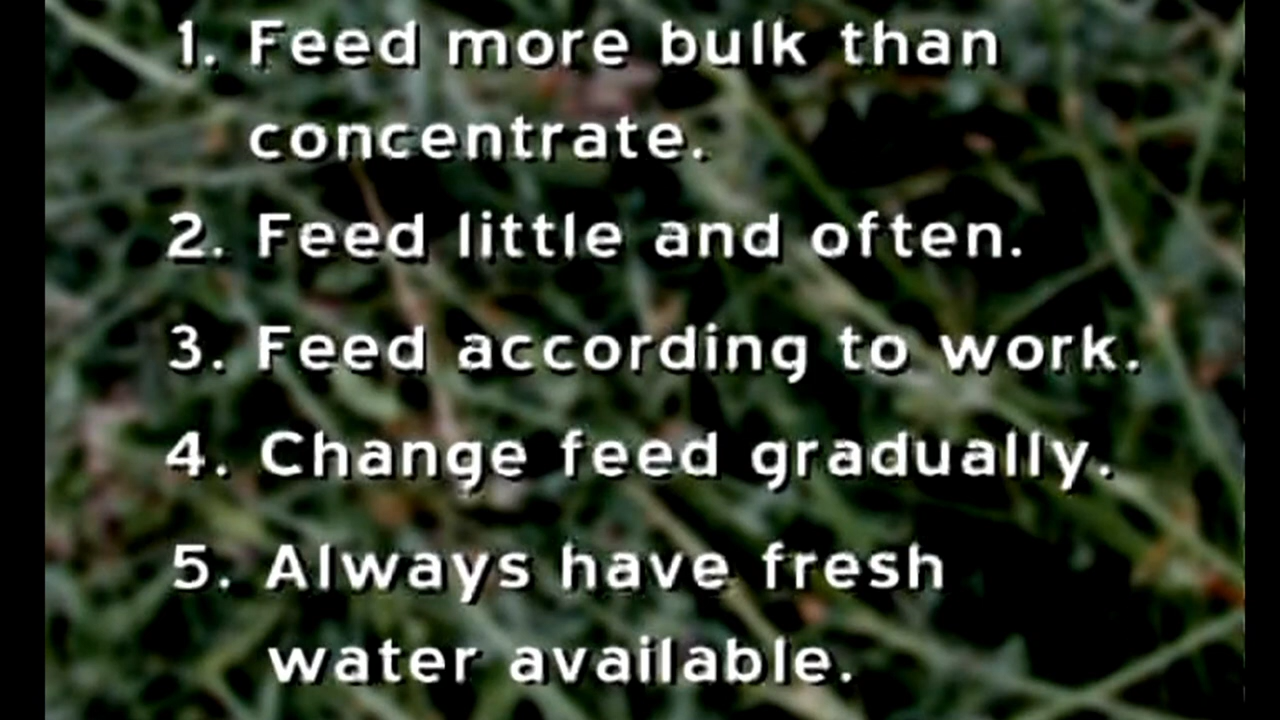 1. Feed more bulk than
concentrate.
2. Feed little and often.
3. Feed according to work.
4. Change feed gradually.
5. Always have fresh
water available.